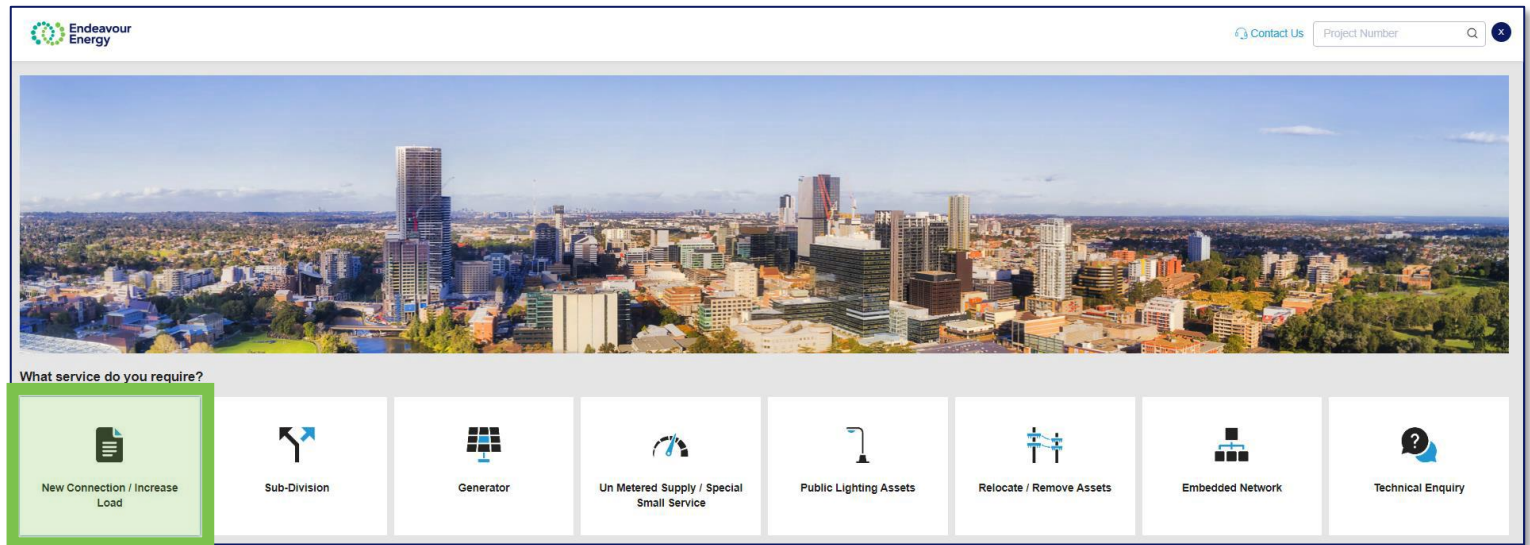 Endeavour
Energy
Contact Us
Project Number
X
What service do you require?
New Connection / Increase
Load
Sub-Division
Generator
Un Metered Supply / Special
Small Service
Public Lighting Assets
Relocate / Remove Assets
Embedded Network
?
Technical Enquiry